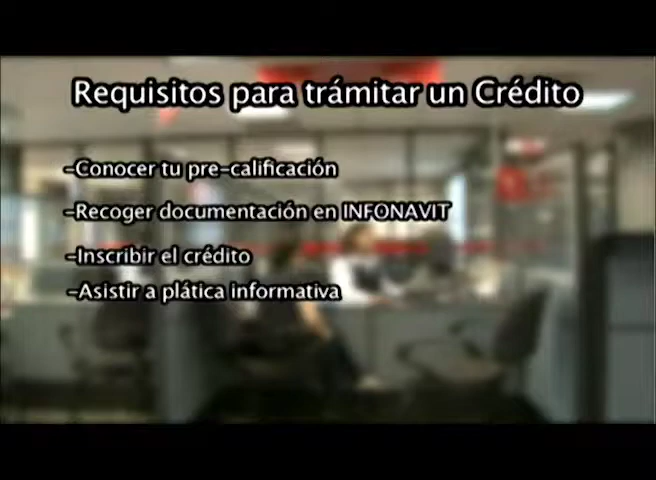 Requisitos para trámitar un Crédito
-Conocer tu pre-calificación
-Recoger documentación en INFONAVIT
-Inscribir el crédito
-Asistir a plática informativa